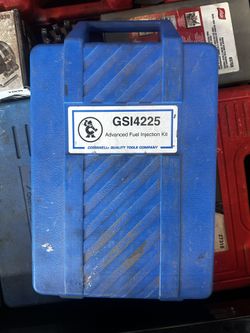 GSI4225
Advanced Fuel Injection Kit
CORNWELL® QUALITY TOOLS COMPANY